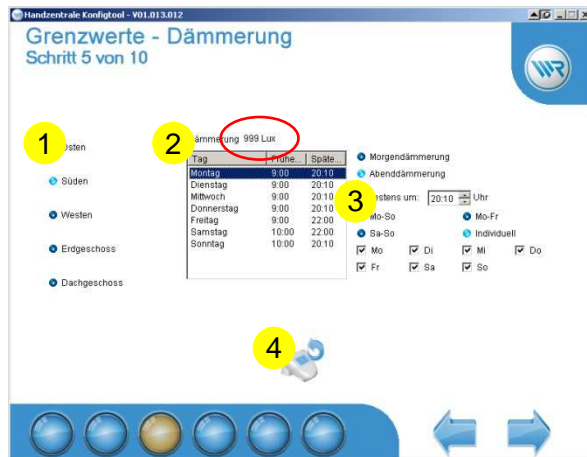 Handzentrale Konfigtool - V01.013.012
Grenzwerte - Dämmerung
Schritt 5 von 10
WR
1
2
3
4
Süden
Westen
Erdgeschoss
Dachgeschoss
999 Lux
Tag Frühe... Späte...
Montag 9:00 20:10
Dienstag 9:00 20:10
Mittwoch 9:00 20:10
Donnerstag 9:00 20:10
Freitag 9:00 22:00
Samstag 10:00 22:00
Sonntag 10:00 20:10
Morgendämmerung
Abenddämmerung
um: 20:10 Uhr
Mo-So Mo-Fr
Sa-So Individuell
Mo Di Mi Do
Fr Sa So